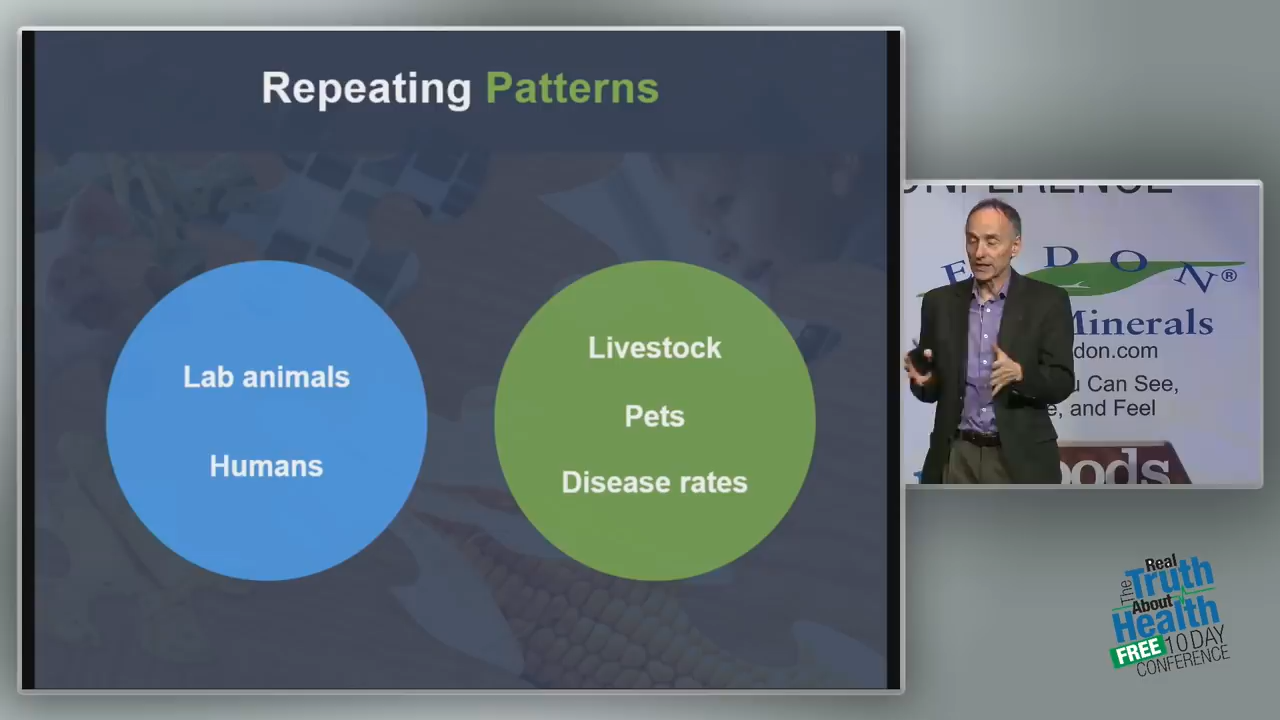 Repeating Patterns
Lab animals
Humans
Livestock
Pets
Disease rates
CONFERENCE
D O N®
Minerals
don.com
Can See,
and Feel
The
Real
Truth
About
Health
FREE 10 DAY
CONFERENCE